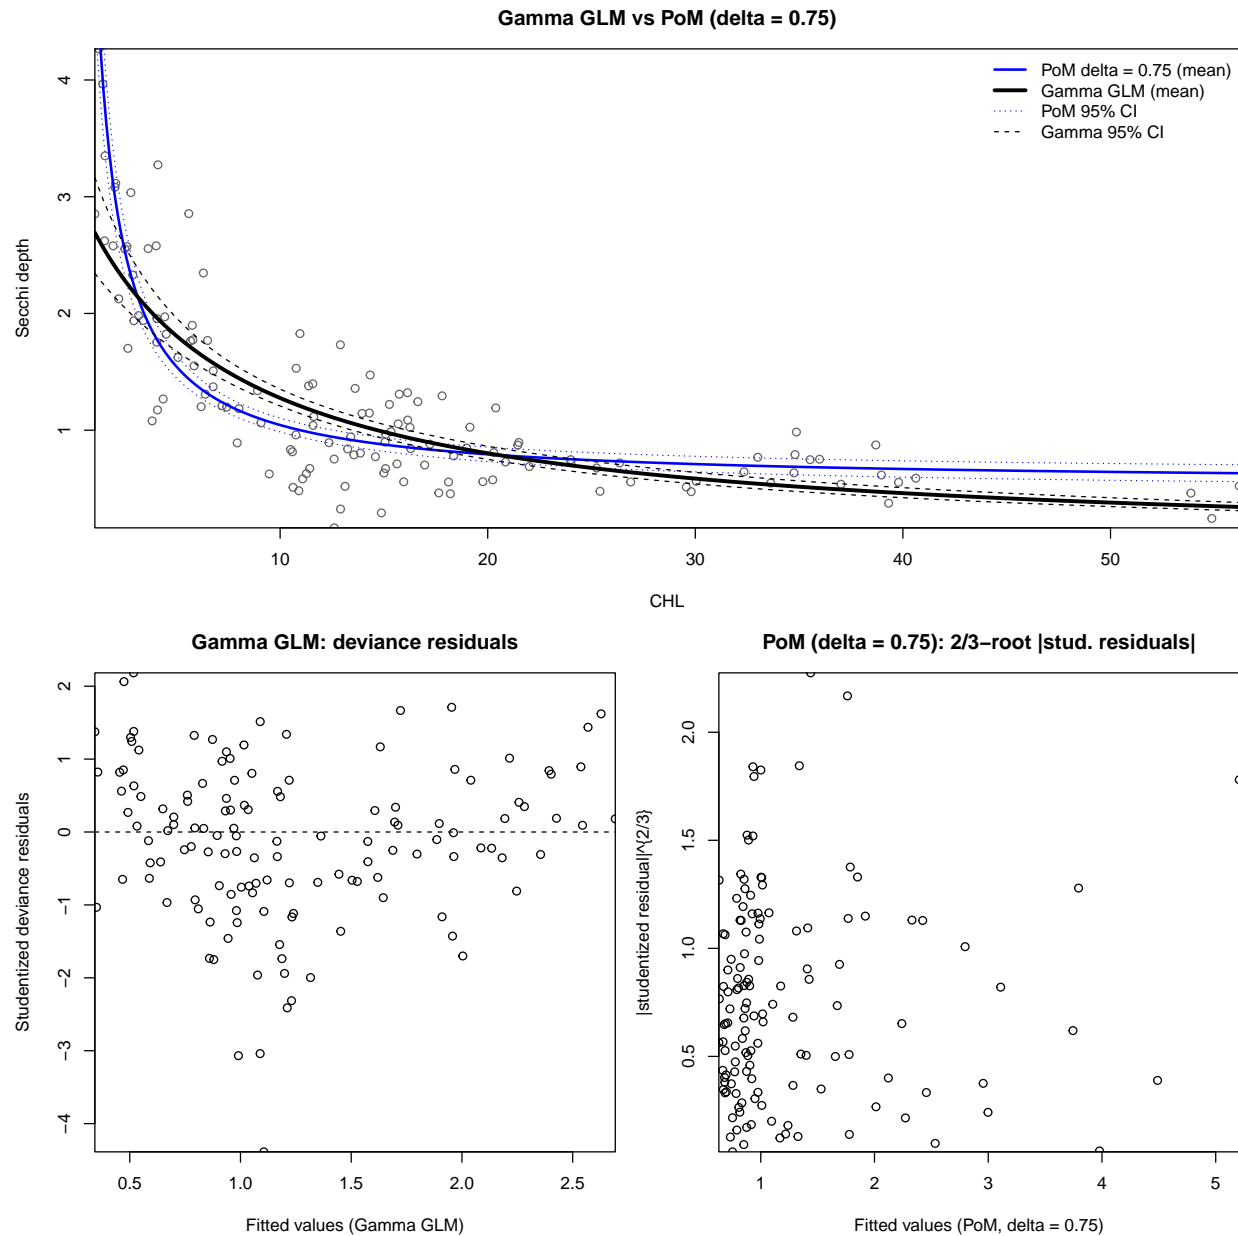 Gamma GLM vs PoM (delta = 0.75)
Secchi depth
4
3
2
1
PoM delta = 0.75 (mean)
Gamma GLM (mean)
PoM 95% CI
Gamma 95% CI
10 20 30 40 50
CHL
Gamma GLM: deviance residuals
Studentized deviance residuals
2
1
0
−1
−2
−3
−4
0.5 1.0 1.5 2.0 2.5
Fitted values (Gamma GLM)
PoM (delta = 0.75): 2/3−root |stud. residuals|
|studentized residual|^{2/3}
2.0
1.5
1.0
0.5
1 2 3 4 5
Fitted values (PoM, delta = 0.75)